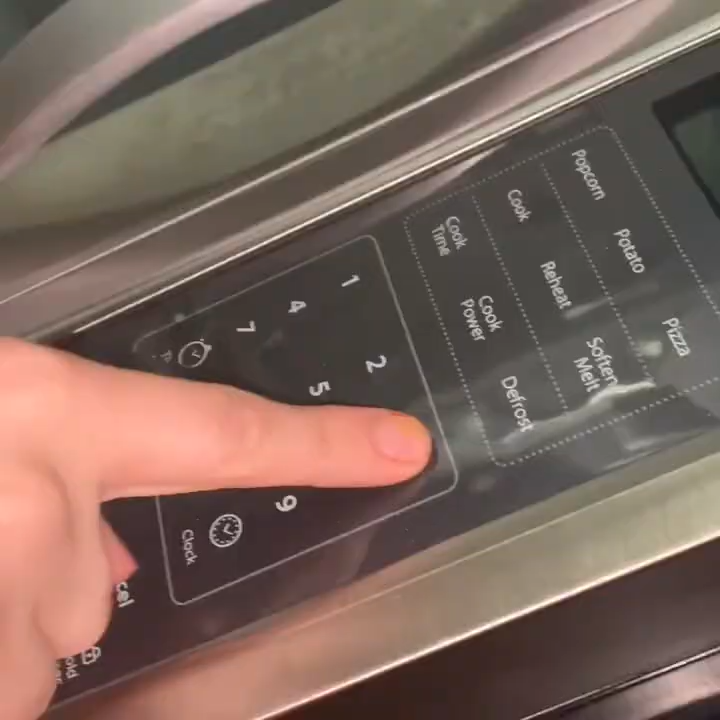 Popcorn
Potato
Pizza
Cook
Reheat
Soften
Melt
Cook
Time
Cook
Power
Defrost
1
2
4
5
7
9
Clock